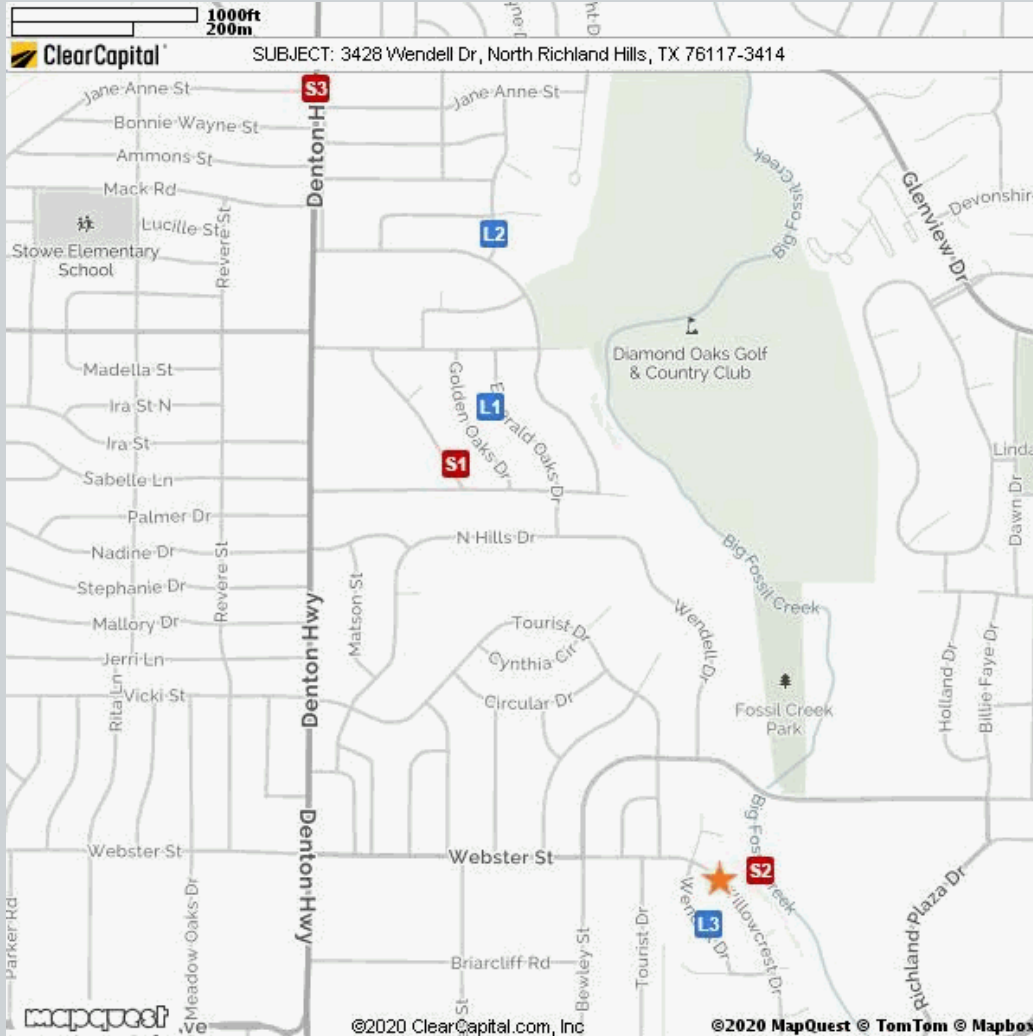 1000ft
200m
ClearCapital
SUBJECT: 3428 Wendell Dr, North Richland Hills, TX 76117-3414
Jane Anne St
S3
Jane Anne St
Bonnie Wayne St
Denton H
Ammons St
Big Fossil Creek
Mack Rd
Glenview Dr
Devonshir
Lucille St
Revere St
L2
Stowe Elementary
School
Diamond Oaks Golf
& Country Club
Madella St
Golden Oaks Dr
L1
Emerald Oaks Dr
Ira St N
Ira St
S1
Linda
Sabelle Ln
Dawn Dr
Palmer Dr
N Hills Dr
Nadine Dr
Revere St
Big Fossil Creek
Stephanie Dr
Matson St
Mallory Dr
Denton Hwy
Tourist Dr
Wendell Dr
Jerri Ln
Cynthia Cir
Holland Dr
Billie Faye Dr
Rita Ln
Vicki St
Circular Dr
Fossil Creek
Park
Denton Hwy
Big Fossil Creek
Webster St
Webster St
S2
Wendell Dr
Willowcrest Dr
L3
Richland Plaza Dr
Parker Rd
Meadow Oaks Dr
Tourist Dr
Bewley St
Briarcliff Rd
St
mapquest
ve
©2020 ClearCapital.com, Inc
©2020 MapQuest © TomTom © Mapbox